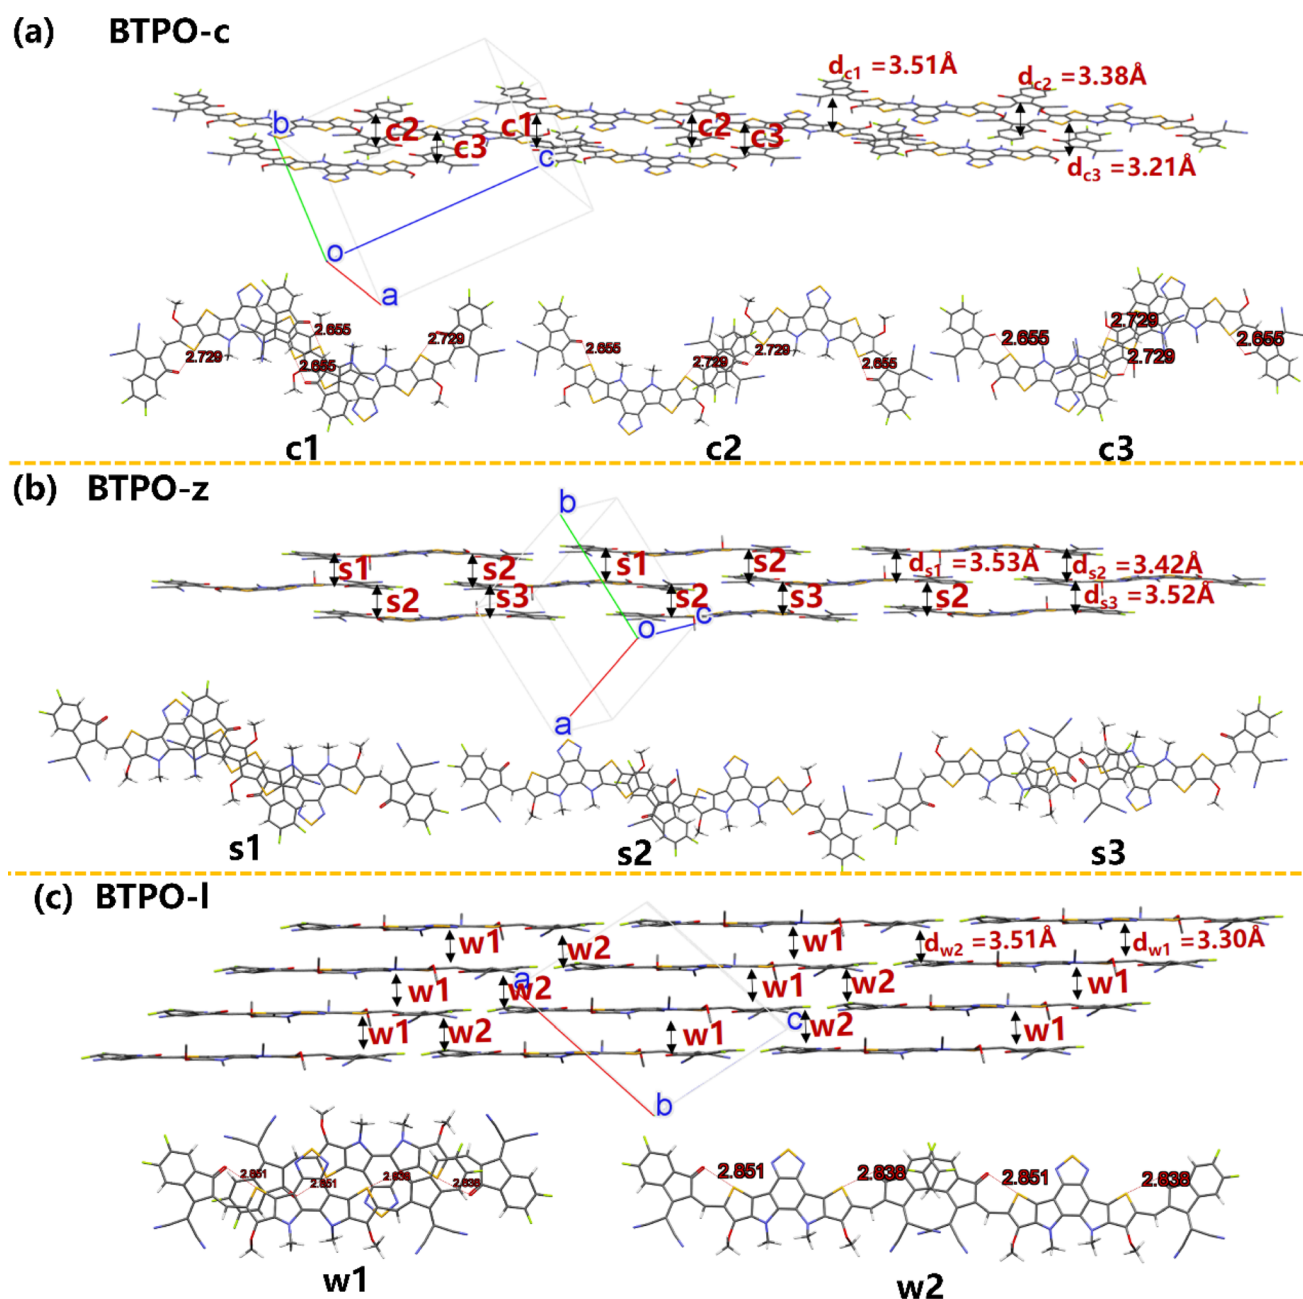 (a) BTPO-c
d_c1 =3.51Å
d_c2 =3.38Å
b c2 c3 c1 c2 c3
c
d_c3 =3.21Å
o
a
2.729 2.655 2.655 2.729
2.655 2.729 2.729 2.655
2.655 2.729 2.729 2.655
c1 c2 c3
(b) BTPO-z
b
s1 s2 s1 s2 d_s1 =3.53Å d_s2 =3.42Å
s2 s3 s2 s3 s2 d_s3 =3.52Å
o c
a
s1 s2 s3
(c) BTPO-l
w1 w2 w1 d_w2 =3.51Å d_w1 =3.30Å
a
w1 w2 w1 w2 w1
c
w1 w2 w1 w2 w1
b
2.851 2.851 2.838 2.838
2.851 2.838 2.851 2.838
w1 w2